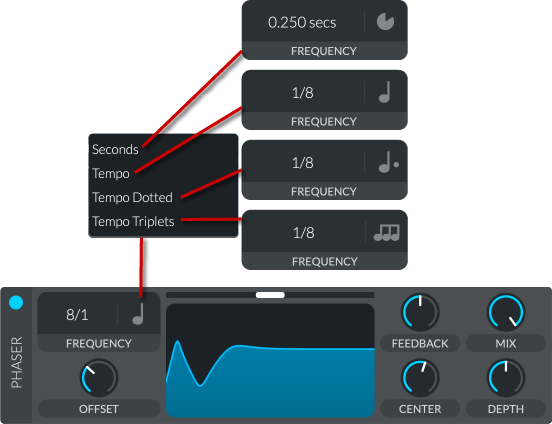 0.250 secs
FREQUENCY
1/8
FREQUENCY
Seconds
Tempo
Tempo Dotted
Tempo Triplets
1/8
FREQUENCY
1/8
FREQUENCY
PHASER
8/1
FREQUENCY
OFFSET
FEEDBACK
MIX
CENTER
DEPTH